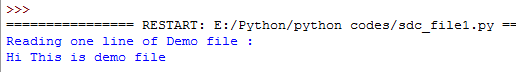 >>>
================ RESTART: E:/Python/python codes/sdc_file1.py ==
Reading one line of Demo file :
Hi This is demo file